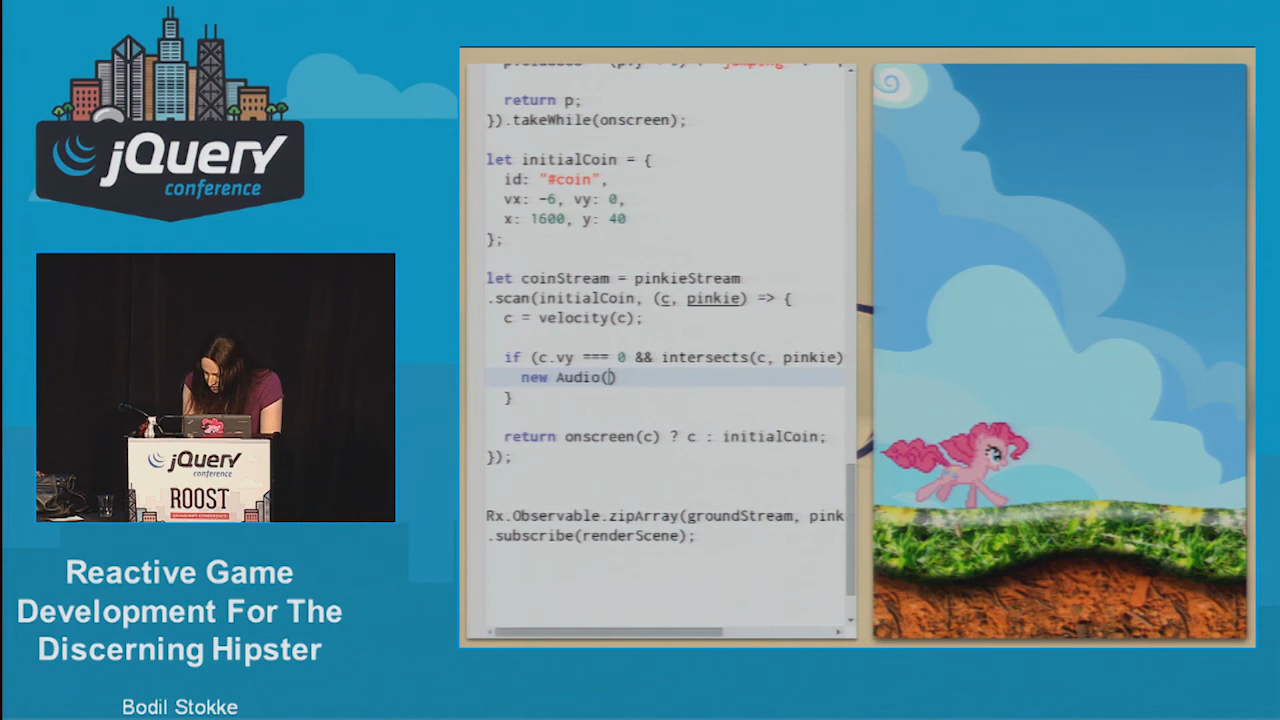 jQuery
conference
return p;
}).takeWhile(onscreen);
let initialCoin = {
id: "#coin",
vx: -6, vy: 0,
x: 1600, y: 40
};
let coinStream = pinkieStream
.scan(initialCoin, (c, pinkie) => {
c = velocity(c);
if (c.vy === 0 && intersects(c, pinkie)
new Audio()
}
return onscreen(c) ? c : initialCoin;
});
Rx.Observable.zipArray(groundStream, pink
.subscribe(renderScene);
jQuery
conference
ROOST
Reactive Game
Development For The
Discerning Hipster
Bodil Stokke